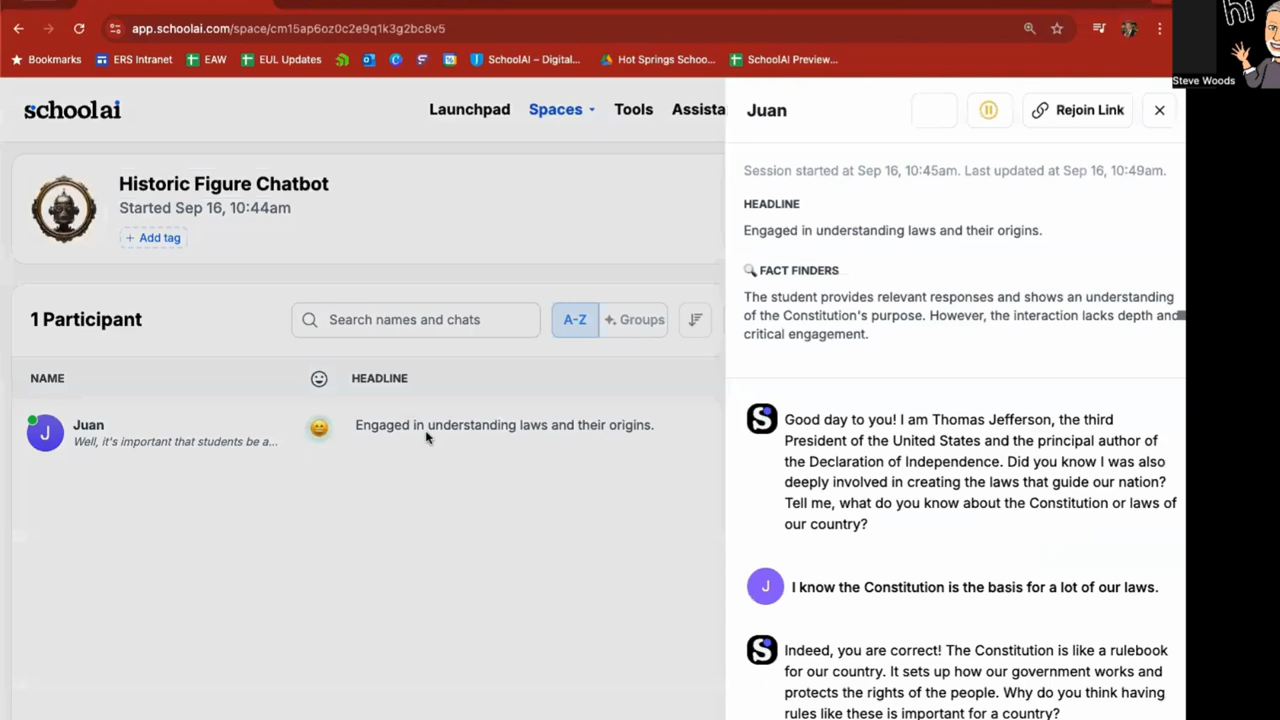 app.schoolai.com/space/cm15ap6oz0c2e9q1k3g2bc8v5
hi
Steve Woods
Bookmarks ERS Intranet EAW EUL Updates SchoolAI – Digital... Hot Springs Schoo... SchoolAI Preview...
school ai
Launchpad Spaces Tools Assista
Historic Figure Chatbot
Started Sep 16, 10:44am
+ Add tag
1 Participant
Search names and chats
A-Z Groups
NAME HEADLINE
J
Juan
Well, it's important that students be a...
Engaged in understanding laws and their origins.
Juan
Rejoin Link
Session started at Sep 16, 10:45am. Last updated at Sep 16, 10:49am.
HEADLINE
Engaged in understanding laws and their origins.
FACT FINDERS
The student provides relevant responses and shows an understanding
of the Constitution's purpose. However, the interaction lacks depth and
critical engagement.
S
Good day to you! I am Thomas Jefferson, the third
President of the United States and the principal author of
the Declaration of Independence. Did you know I was also
deeply involved in creating the laws that guide our nation?
Tell me, what do you know about the Constitution or laws of
our country?
J
I know the Constitution is the basis for a lot of our laws.
S
Indeed, you are correct! The Constitution is like a rulebook
for our country. It sets up how our government works and
protects the rights of the people. Why do you think having
rules like these is important for a country?